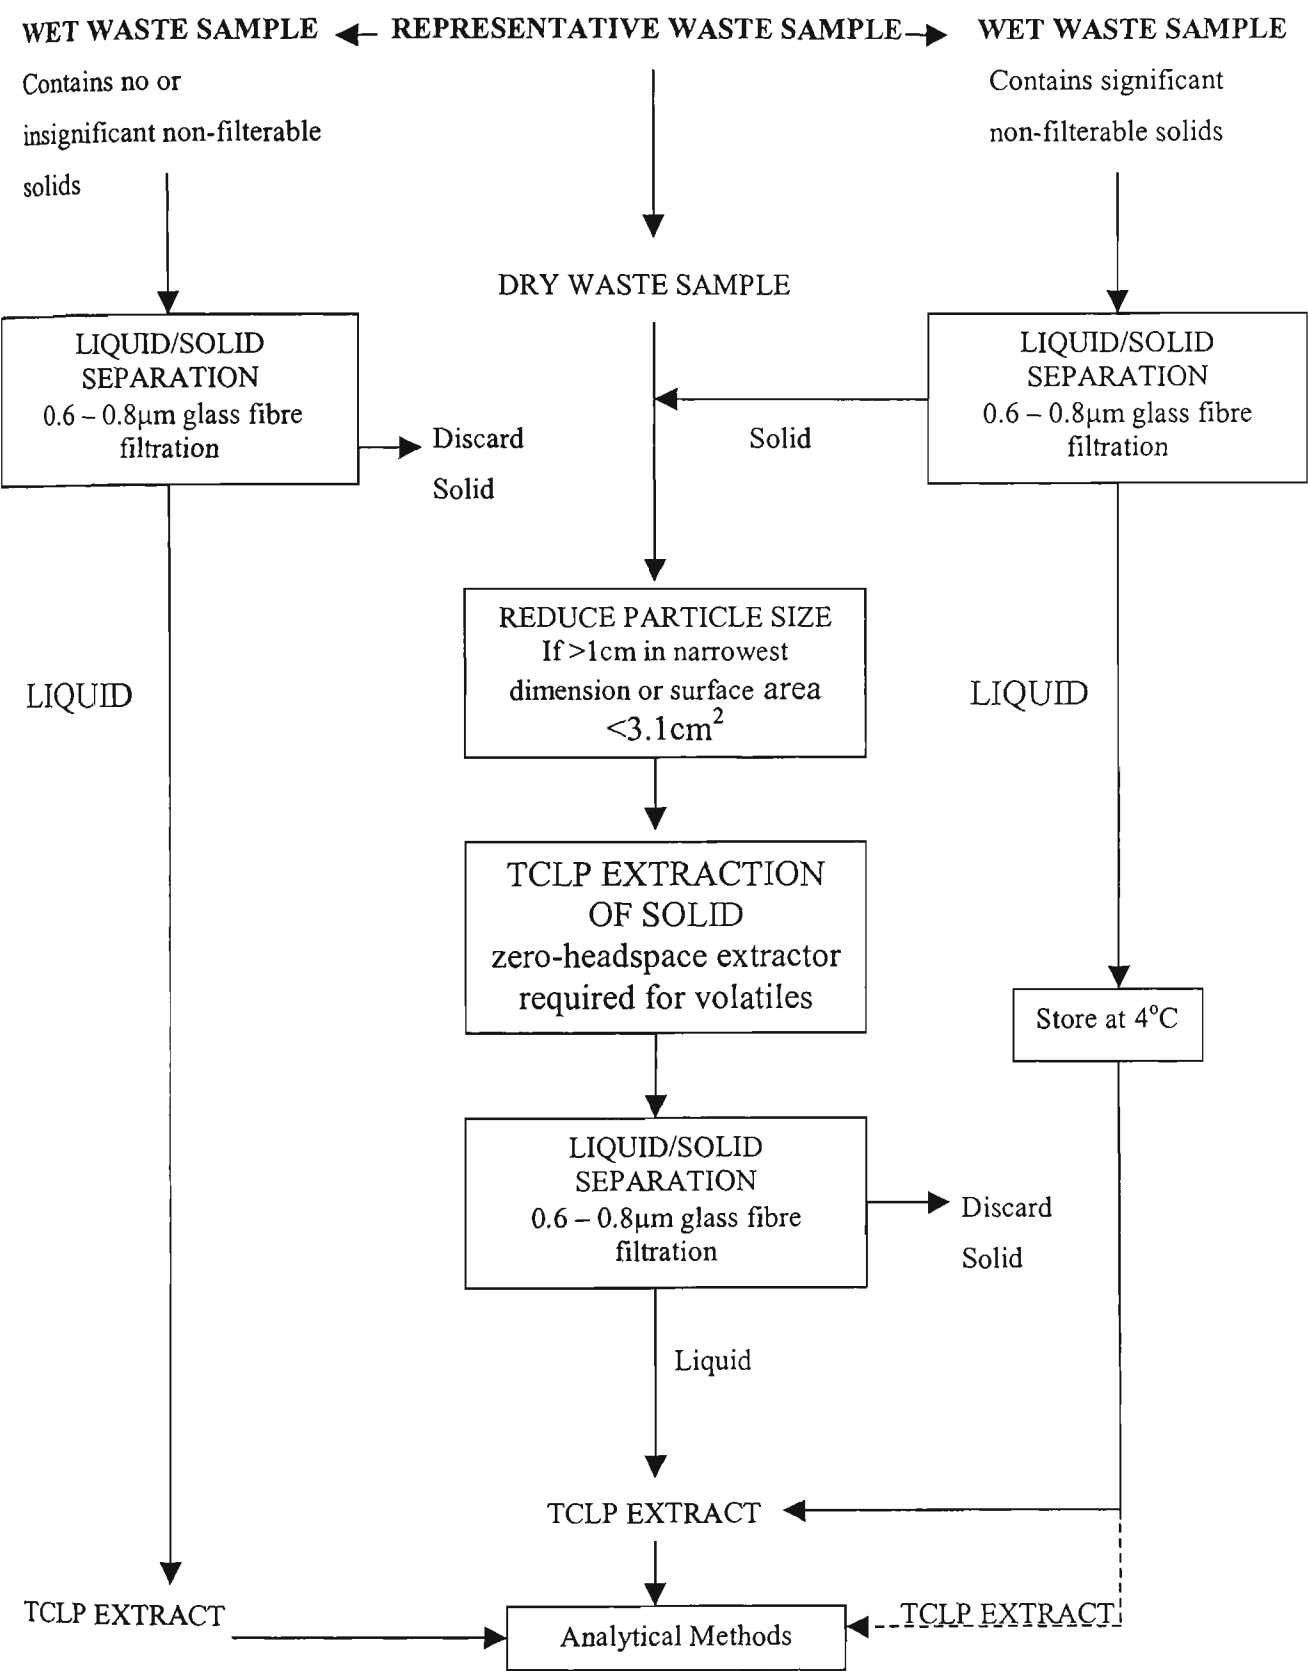 WET WASTE SAMPLE
REPRESENTATIVE WASTE SAMPLE
WET WASTE SAMPLE
Contains no or
insignificant non-filterable
solids
Contains significant
non-filterable solids
DRY WASTE SAMPLE
LIQUID/SOLID
SEPARATION
0.6 – 0.8µm glass fibre
filtration
Discard
Solid
Solid
LIQUID/SOLID
SEPARATION
0.6 – 0.8µm glass fibre
filtration
REDUCE PARTICLE SIZE
If >1cm in narrowest
dimension or surface area
<3.1cm²
LIQUID
LIQUID
TCLP EXTRACTION
OF SOLID
zero-headspace extractor
required for volatiles
Store at 4°C
LIQUID/SOLID
SEPARATION
0.6 – 0.8µm glass fibre
filtration
Discard
Solid
Liquid
TCLP EXTRACT
TCLP EXTRACT
Analytical Methods
TCLP EXTRACT